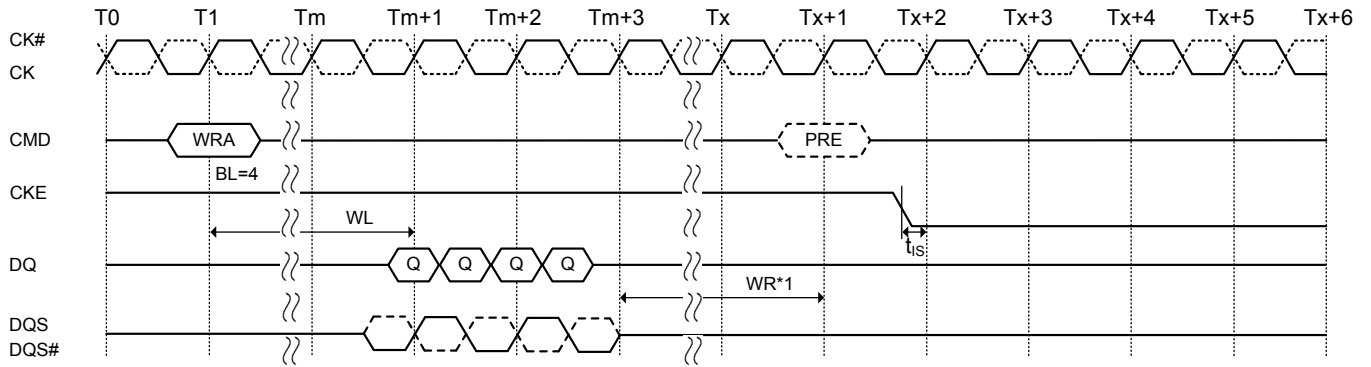 T0 T1 Tm Tm+1 Tm+2 Tm+3 Tx Tx+1 Tx+2 Tx+3 Tx+4 Tx+5 Tx+6
CK#
CK
CMD WRA PRE
BL=4
CKE
WL
tIS
DQ Q Q Q Q
WR*1
DQS
DQS#